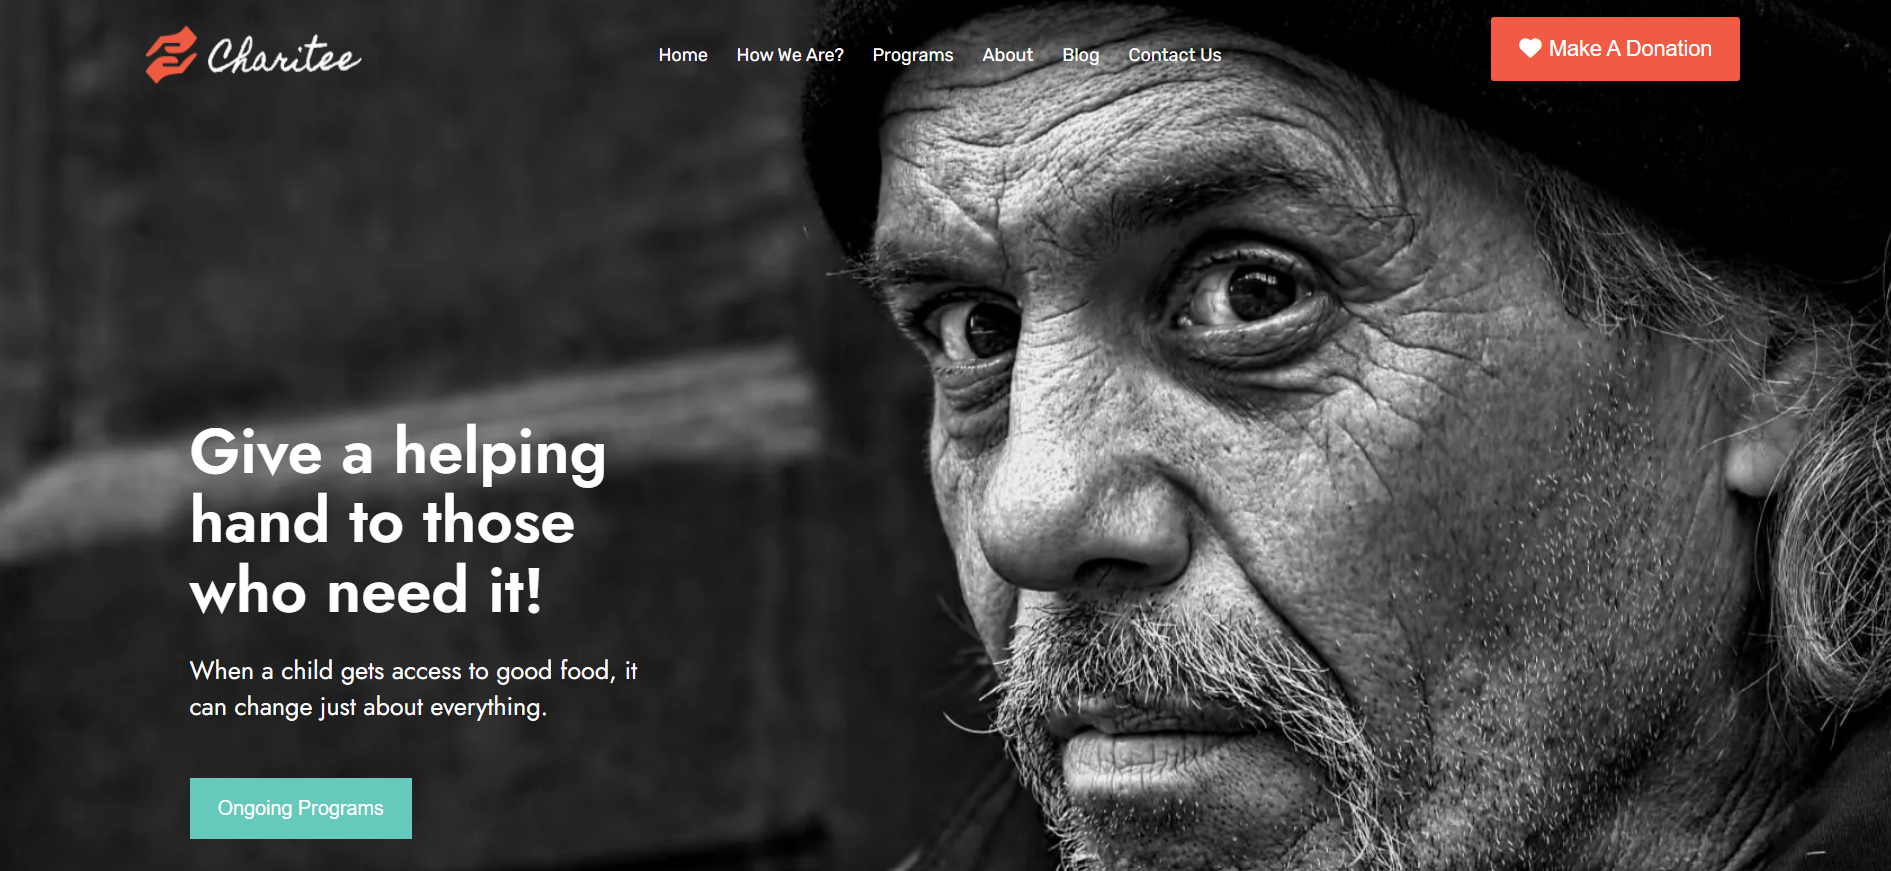 Charitee
Home
How We Are?
Programs
About
Blog
Contact Us
Make A Donation
Give a helping
hand to those
who need it!
When a child gets access to good food, it
can change just about everything.
Ongoing Programs